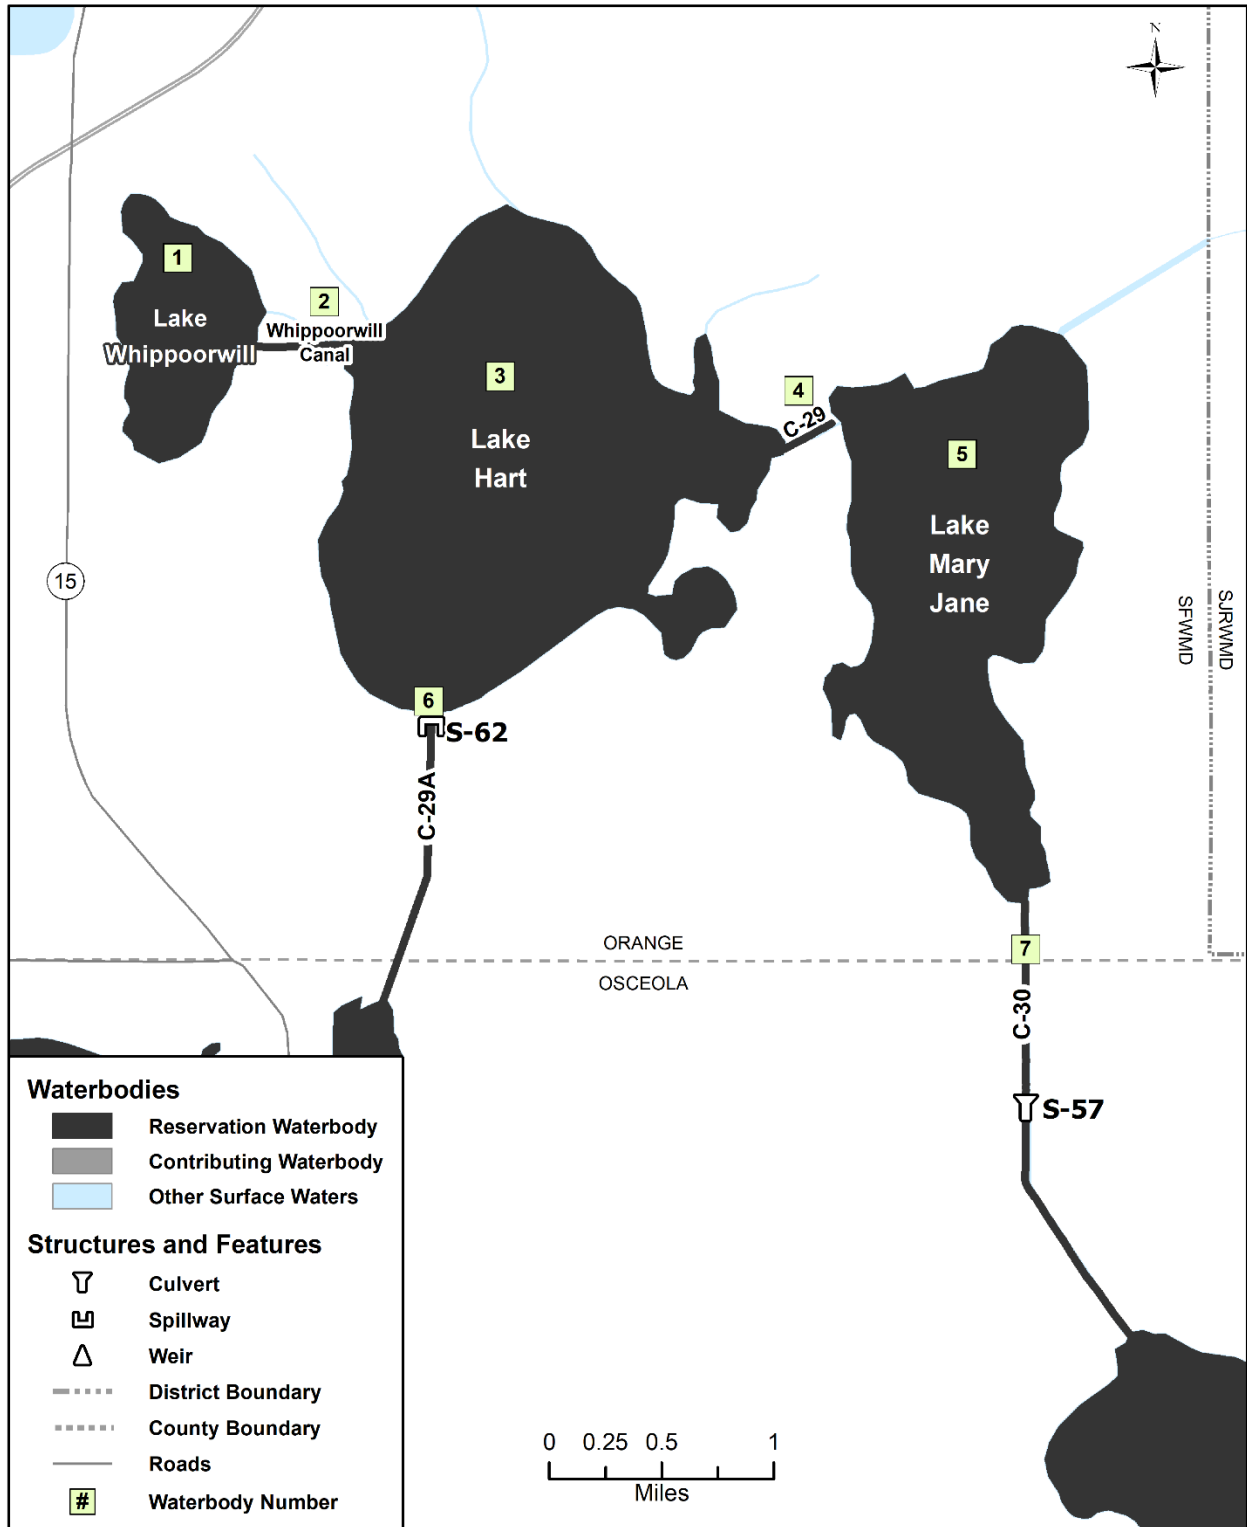 N
1
2
Lake
Whippoorwill
Whippoorwill
Canal
3
4
C-29
Lake
Hart
5
Lake
Mary
Jane
15
SFWMD
SJRWMD
6
S-62
C-29A
ORANGE
7
OSCEOLA
C-30
S-57
Waterbodies
Reservation Waterbody
Contributing Waterbody
Other Surface Waters
Structures and Features
Culvert
Spillway
Weir
District Boundary
County Boundary
Roads
# Waterbody Number
0 0.25 0.5 1
Miles